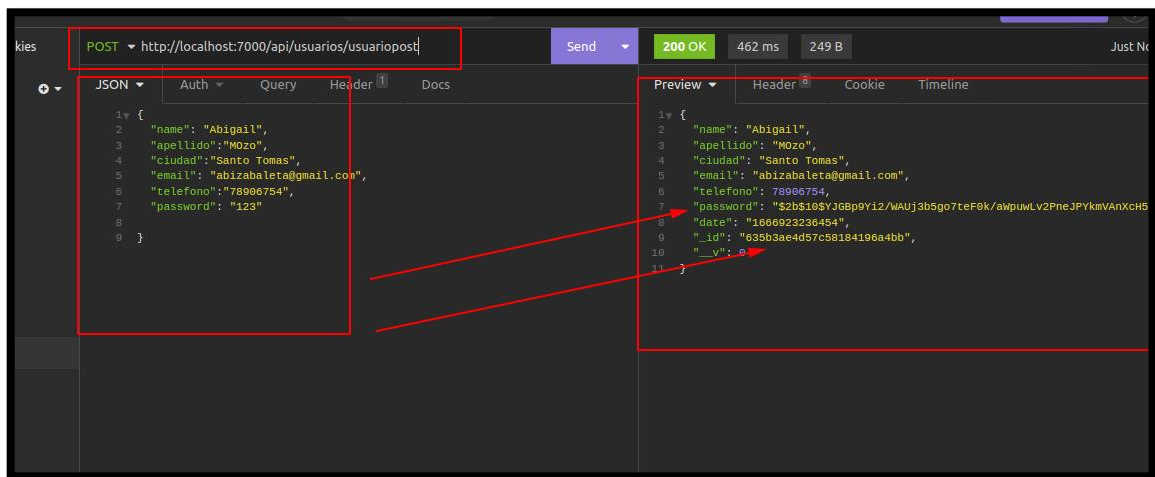 kies
POST http://localhost:7000/api/usuarios/usuariopost Send 200 OK 462 ms 249 B Just No
JSON Auth Query Header 1 Docs
1 {
2 "name": "Abigail",
3 "apellido":"MOzo",
4 "ciudad":"Santo Tomas",
5 "email": "abizabaleta@gmail.com",
6 "telefono":"78906754",
7 "password": "123"
8
9 }
Preview Header 8 Cookie Timeline
1 {
2 "name": "Abigail",
3 "apellido": "MOzo",
4 "ciudad": "Santo Tomas",
5 "email": "abizabaleta@gmail.com",
6 "telefono": 78906754,
7 "password": "$2b$10$YJGBp9Yi2/WAUj3b5go7teF0k/aWpuwLv2PneJPYkmVAnXcH5
8 "date": "1666923236454",
9 "_id": "635b3ae4d57c58184196a4bb",
10 "__v": 0
11 }